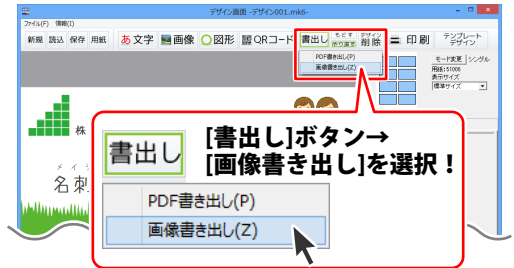 デザイン画面 -デザイン001.mk6-
ファイル(F) 情報(I)
新規 読込 保存 用紙 あ文字 画像 図形 QRコード 書出し もどす 作り直す デザイン 削除 印刷 テンプレート デザイン
PDF書き出し(P)
画像書き出し(Z)
モード変更 シングル
用紙:51006
表示サイズ
標準サイズ
株
メ イ
名刺
書出し
[書出し]ボタン→
[画像書き出し]を選択！
PDF書き出し(P)
画像書き出し(Z)